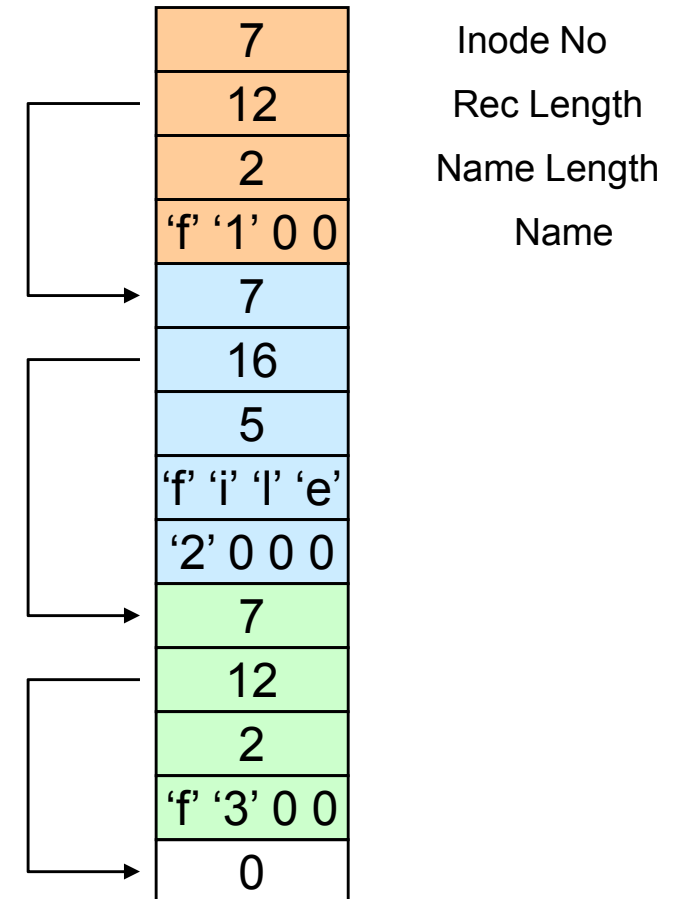 7 Inode No
12 Rec Length
2 Name Length
‘f’ ‘1’ 0 0 Name
7
16
5
‘f’ ‘i’ ‘l’ ‘e’
‘2’ 0 0 0
7
12
2
‘f’ ‘3’ 0 0
0